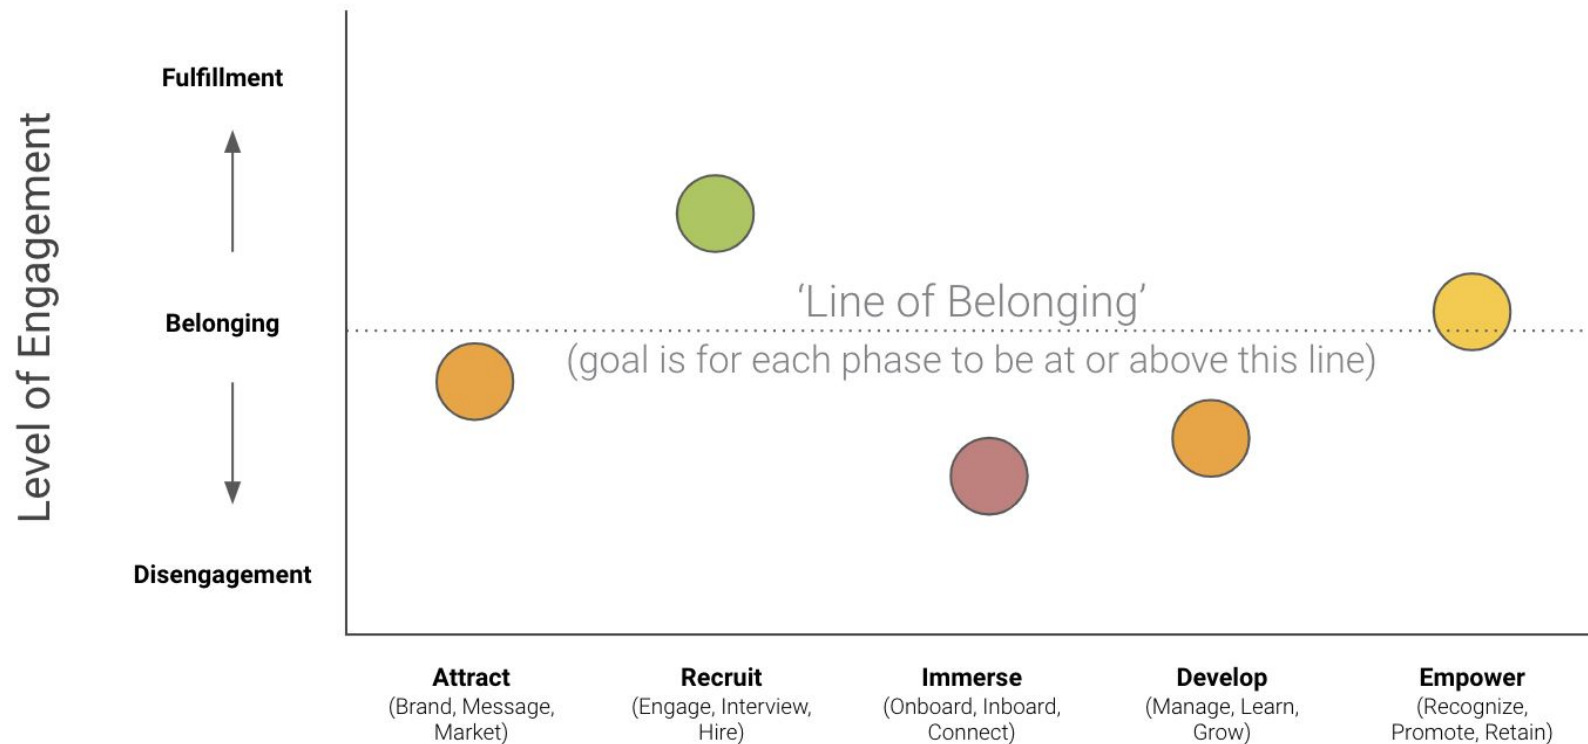 Level of Engagement
Fulfillment
Belonging
Disengagement
‘Line of Belonging’
(goal is for each phase to be at or above this line)
Attract
(Brand, Message,
Market)
Recruit
(Engage, Interview,
Hire)
Immerse
(Onboard, Inboard,
Connect)
Develop
(Manage, Learn,
Grow)
Empower
(Recognize,
Promote, Retain)